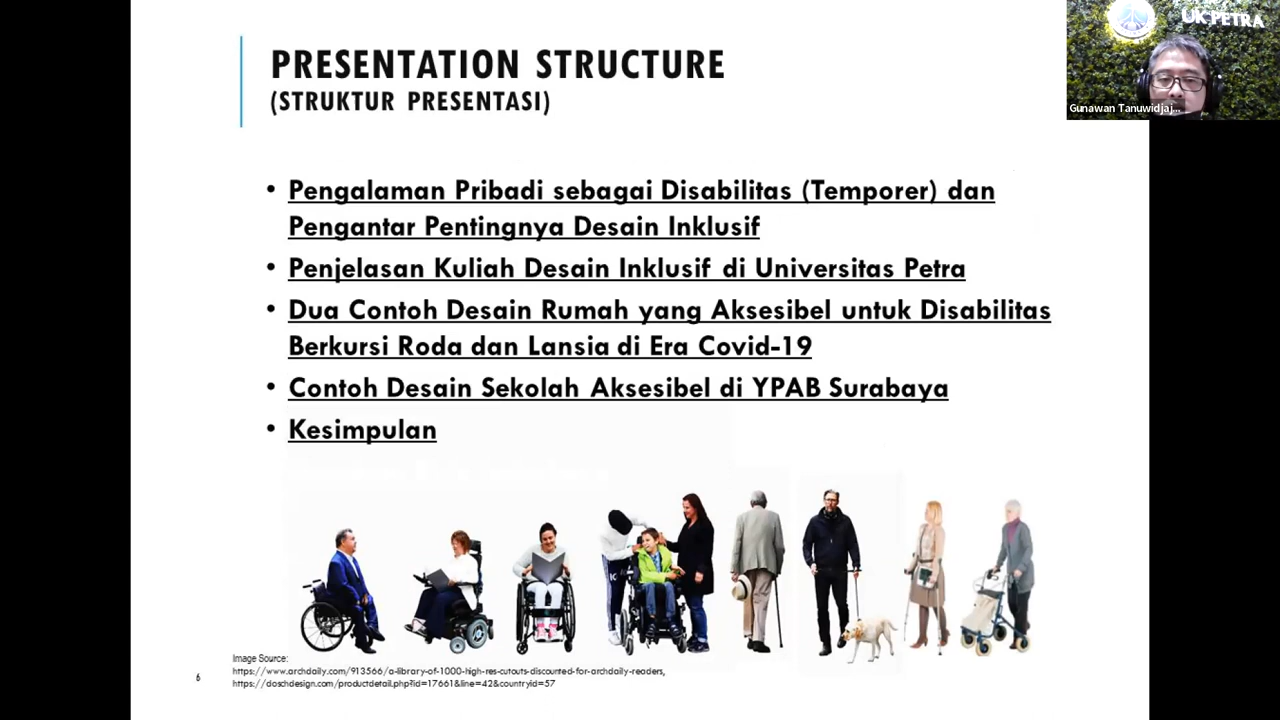 PRESENTATION STRUCTURE
(STRUKTUR PRESENTASI)
UK PETRA
Gunawan Tanuwidjaj...
• Pengalaman Pribadi sebagai Disabilitas (Temporer) dan
Pengantar Pentingnya Desain Inklusif
• Penjelasan Kuliah Desain Inklusif di Universitas Petra
• Dua Contoh Desain Rumah yang Aksesibel untuk Disabilitas
Berkursi Roda dan Lansia di Era Covid-19
• Contoh Desain Sekolah Aksesibel di YPAB Surabaya
• Kesimpulan
Image Source:
https://www.archdaily.com/913566/a-library-of-1000-high-res-cutouts-discounted-for-archdaily-readers,
https://doschdesign.com/productdetail.php?id=17661&line=42&countryid=57
6